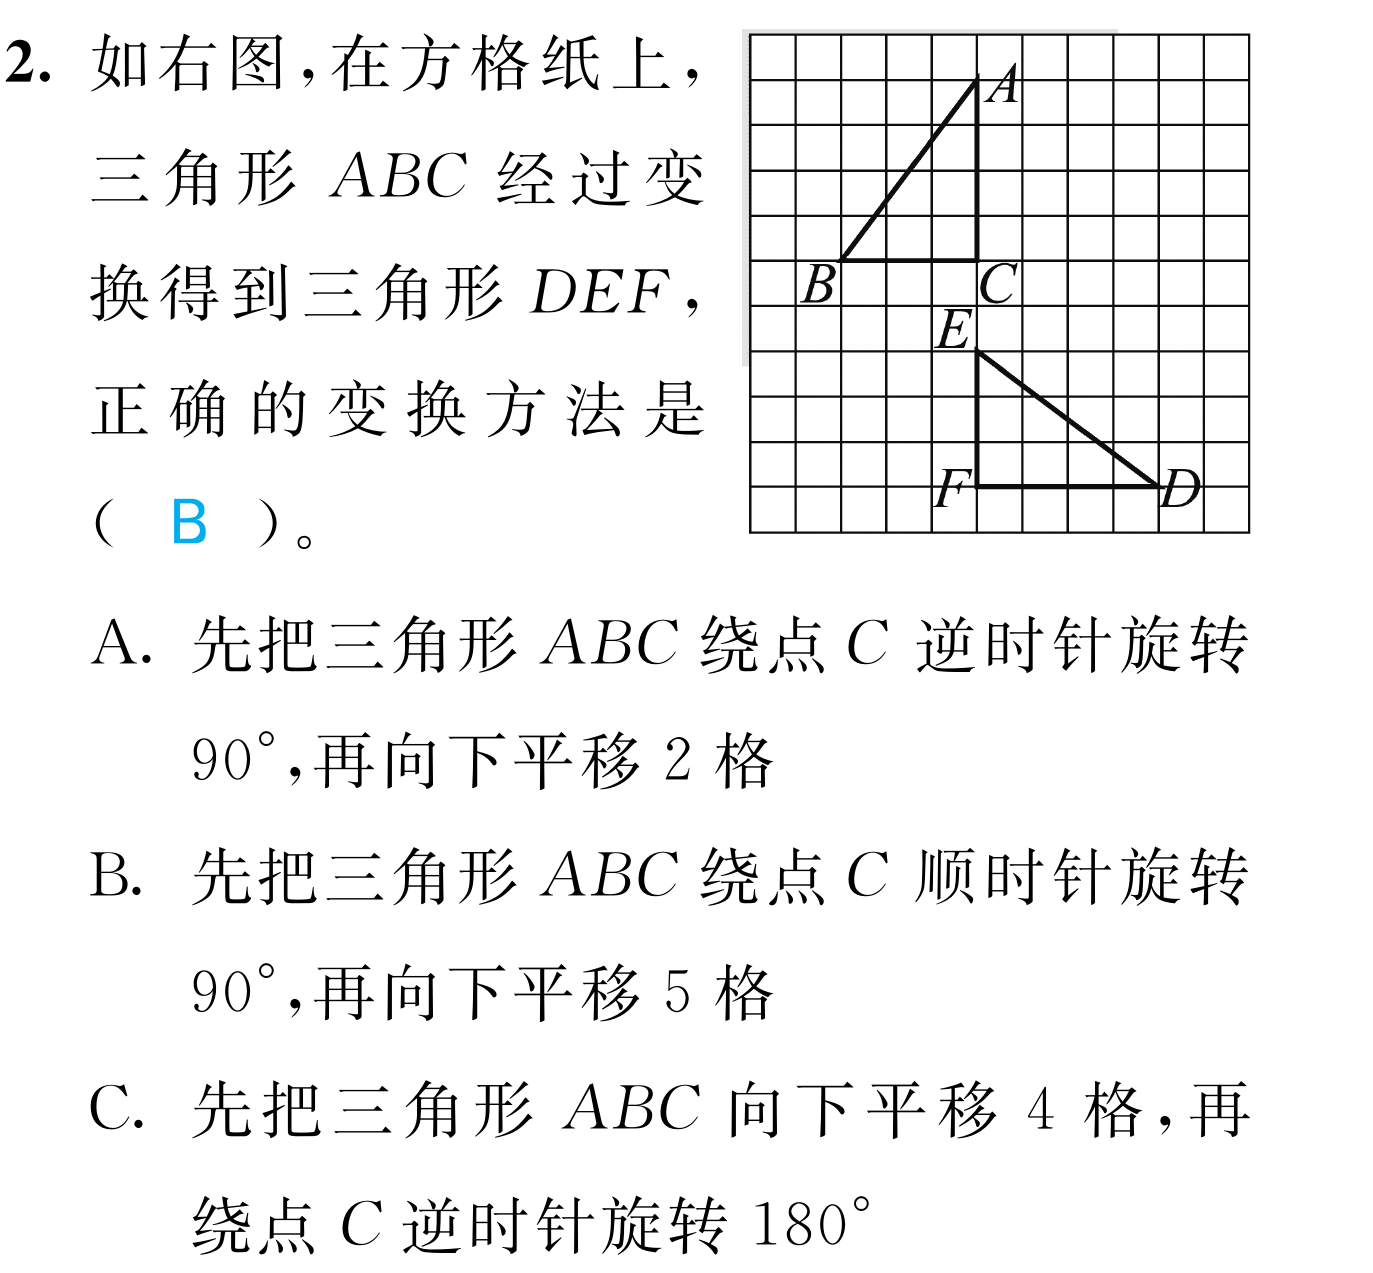 2. 如右图,在方格纸上,
三角形 ABC 经过变
换得到三角形 DEF,
正确的变换方法是
( B )。
A
B
C
E
F
D
A. 先把三角形 ABC 绕点 C 逆时针旋转
90°,再向下平移 2 格
B. 先把三角形 ABC 绕点 C 顺时针旋转
90°,再向下平移 5 格
C. 先把三角形 ABC 向下平移 4 格,再
绕点 C 逆时针旋转 180°